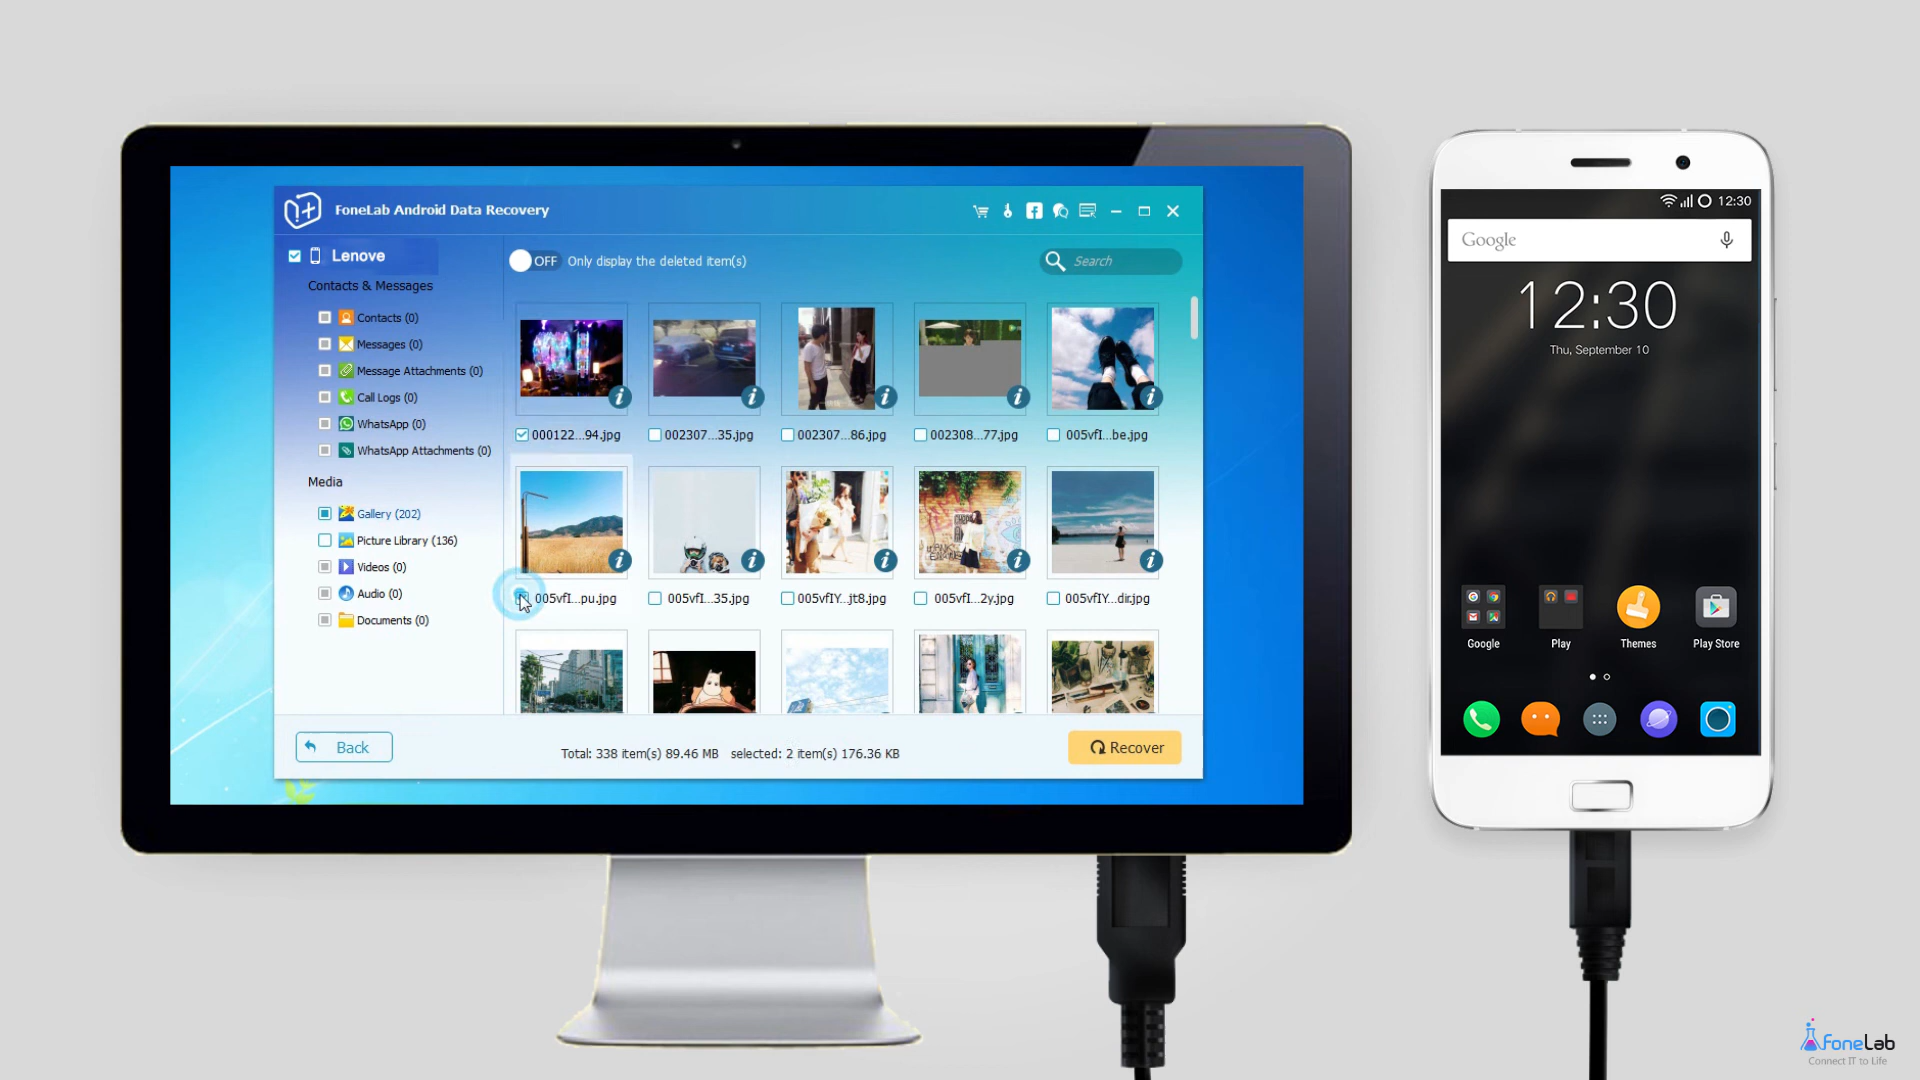 FoneLab Android Data Recovery
Lenove
OFF Only display the deleted item(s)
Search
Contacts & Messages
Contacts (0)
Messages (0)
Message Attachments (0)
Call Logs (0)
WhatsApp (0)
WhatsApp Attachments (0)
Media
Gallery (202)
Picture Library (136)
Videos (0)
Audio (0)
Documents (0)
000122...94.jpg
002307...35.jpg
002307...86.jpg
002308...77.jpg
005vfI...be.jpg
005vfI...pu.jpg
005vfI...35.jpg
005vfIY...jt8.jpg
005vfI...2y.jpg
005vfIY...dir.jpg
Back
Total: 338 item(s) 89.46 MB selected: 2 item(s) 176.36 KB
Recover
12:30
Google
12:30
Thu, September 10
Google
Play
Themes
Play Store
FoneLab
Connect IT to Life